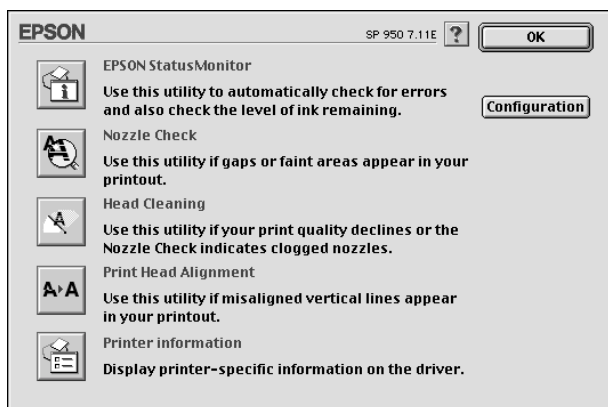 EPSON
SP 950 7.11E
?
OK
EPSON StatusMonitor
Use this utility to automatically check for errors
and also check the level of ink remaining.
Configuration
Nozzle Check
Use this utility if gaps or faint areas appear in your
printout.
Head Cleaning
Use this utility if your print quality declines or the
Nozzle Check indicates clogged nozzles.
Print Head Alignment
Use this utility if misaligned vertical lines appear
in your printout.
Printer information
Display printer-specific information on the driver.